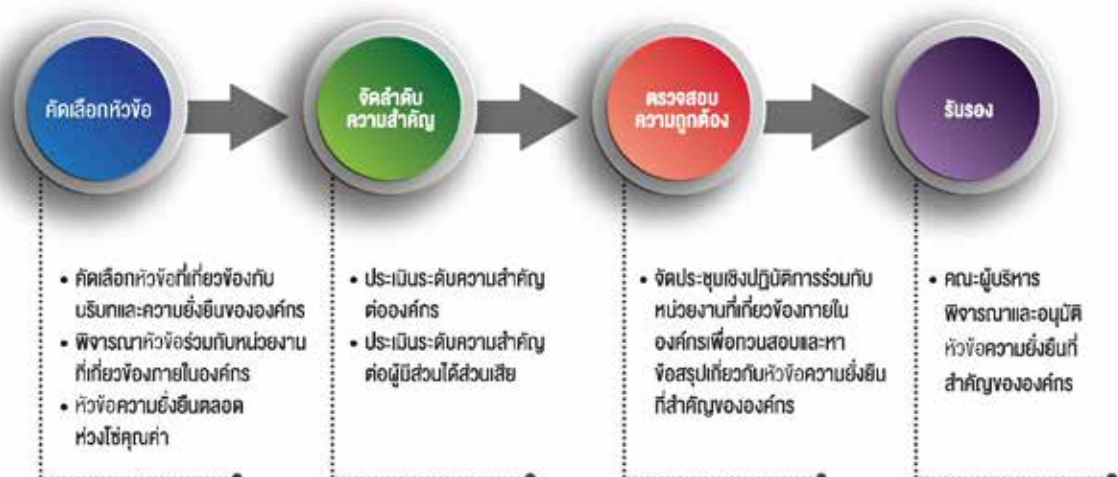 คัดเลือกหัวข้อ
จัดลำดับ
ความสำคัญ
ตรวจสอบ
ความถูกต้อง
รับรอง
• คัดเลือกหัวข้อที่เกี่ยวข้องกับ
บริบทและความยั่งยืนขององค์กร
• พิจารณาหัวข้อร่วมกับหน่วยงาน
ที่เกี่ยวข้องภายในองค์กร
• หัวข้อความยั่งยืนตลอด
ห่วงโซ่คุณค่า
• ประเมินระดับความสำคัญ
ต่อองค์กร
• ประเมินระดับความสำคัญ
ต่อผู้มีส่วนได้ส่วนเสีย
• จัดประชุมเชิงปฏิบัติการร่วมกับ
หน่วยงานที่เกี่ยวข้องภายใน
องค์กรเพื่อทวนสอบและหา
ข้อสรุปเกี่ยวกับหัวข้อความยั่งยืน
ที่สำคัญขององค์กร
• คณะผู้บริหาร
พิจารณาและอนุมัติ
หัวข้อความยั่งยืนที่
สำคัญขององค์กร